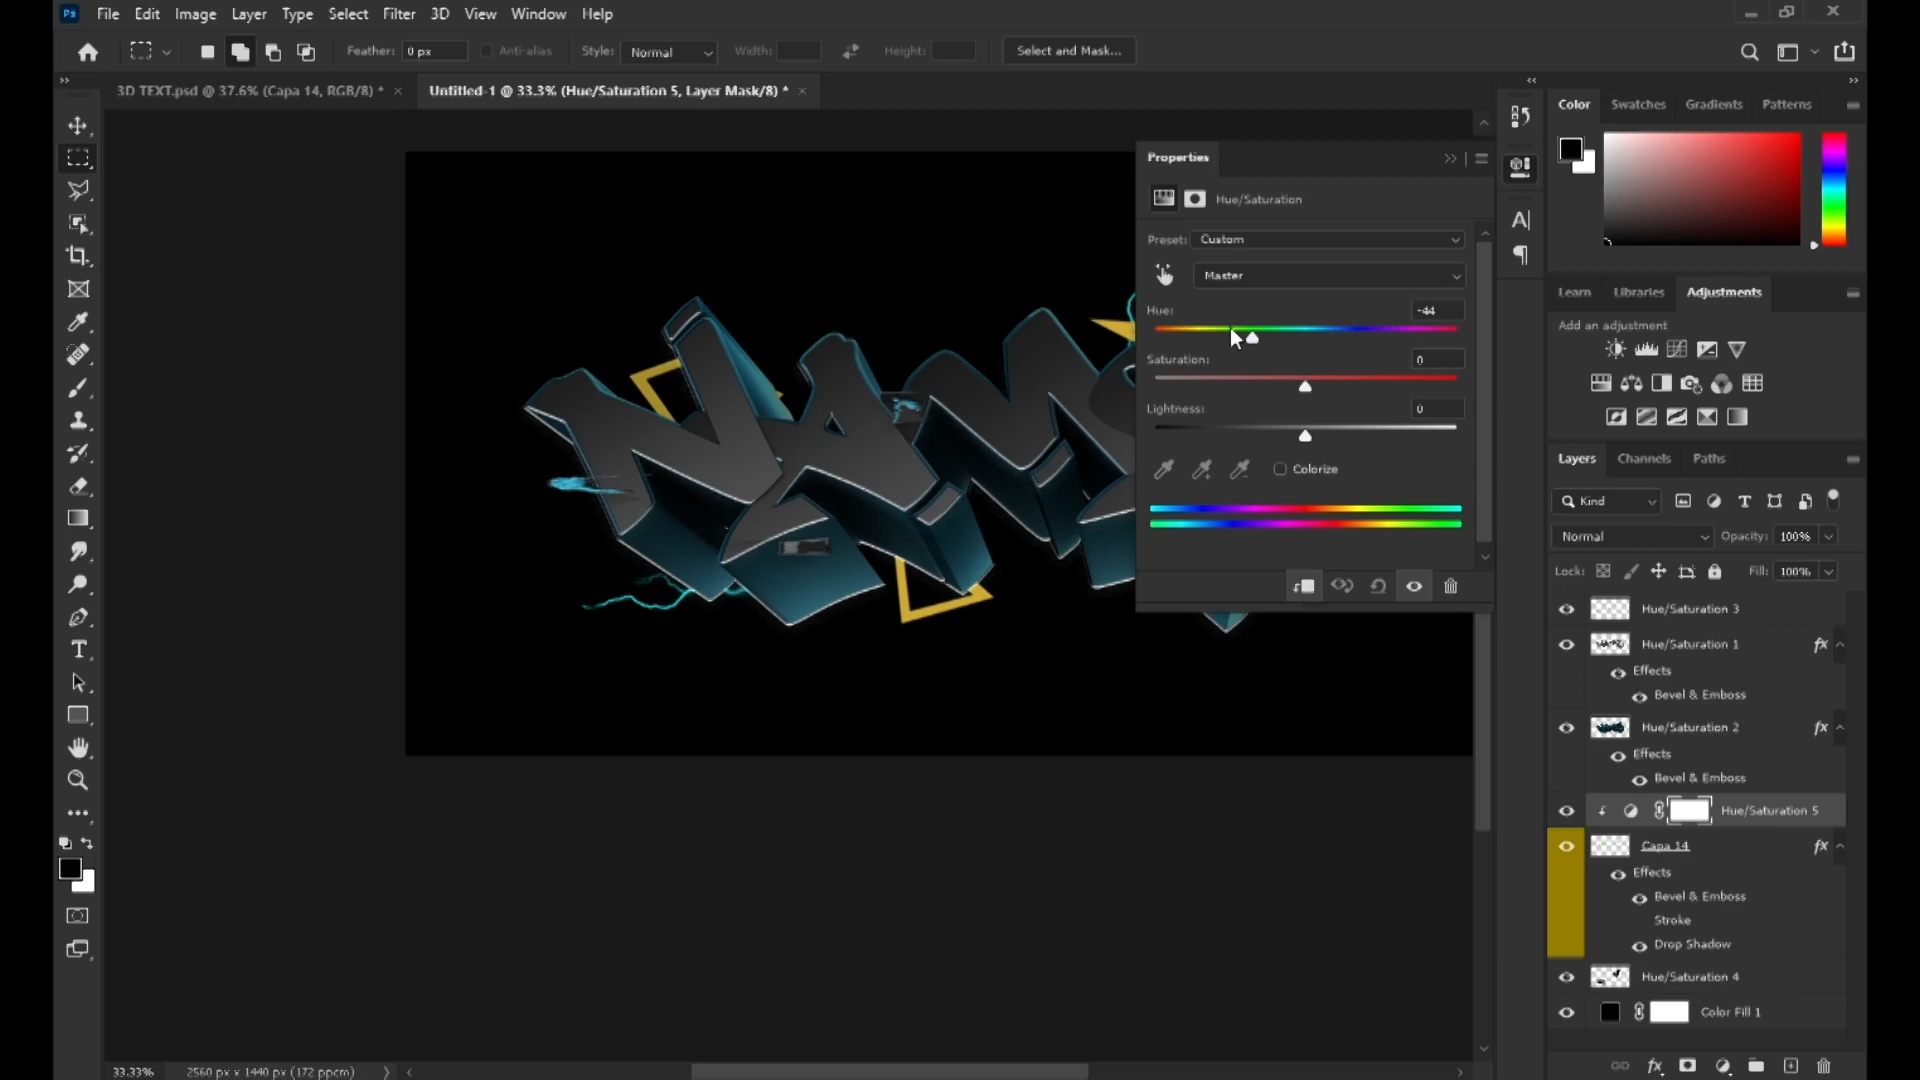 Ps File Edit Image Layer Type Select Filter 3D View Window Help
Feather: 0 px Anti-alias Style: Normal Width: Height: Select and Mask...
3D TEXT.psd @ 37.6% (Capa 14, RGB/8) * × Untitled-1 @ 33.3% (Hue/Saturation 5, Layer Mask/8) * ×
Color Swatches Gradients Patterns
Properties
Hue/Saturation
Preset: Custom
Master
Hue: -44
Saturation: 0
Lightness: 0
Colorize
Learn Libraries Adjustments
Add an adjustment
Layers Channels Paths
Kind
Normal Opacity: 100%
Lock: Fill: 100%
Hue/Saturation 3
Hue/Saturation 1 fx
Effects
Bevel & Emboss
Hue/Saturation 2 fx
Effects
Bevel & Emboss
Hue/Saturation 5
Capa 14 fx
Effects
Bevel & Emboss
Stroke
Drop Shadow
Hue/Saturation 4
Color Fill 1
33.33% 2560 px x 1440 px (172 ppcm)